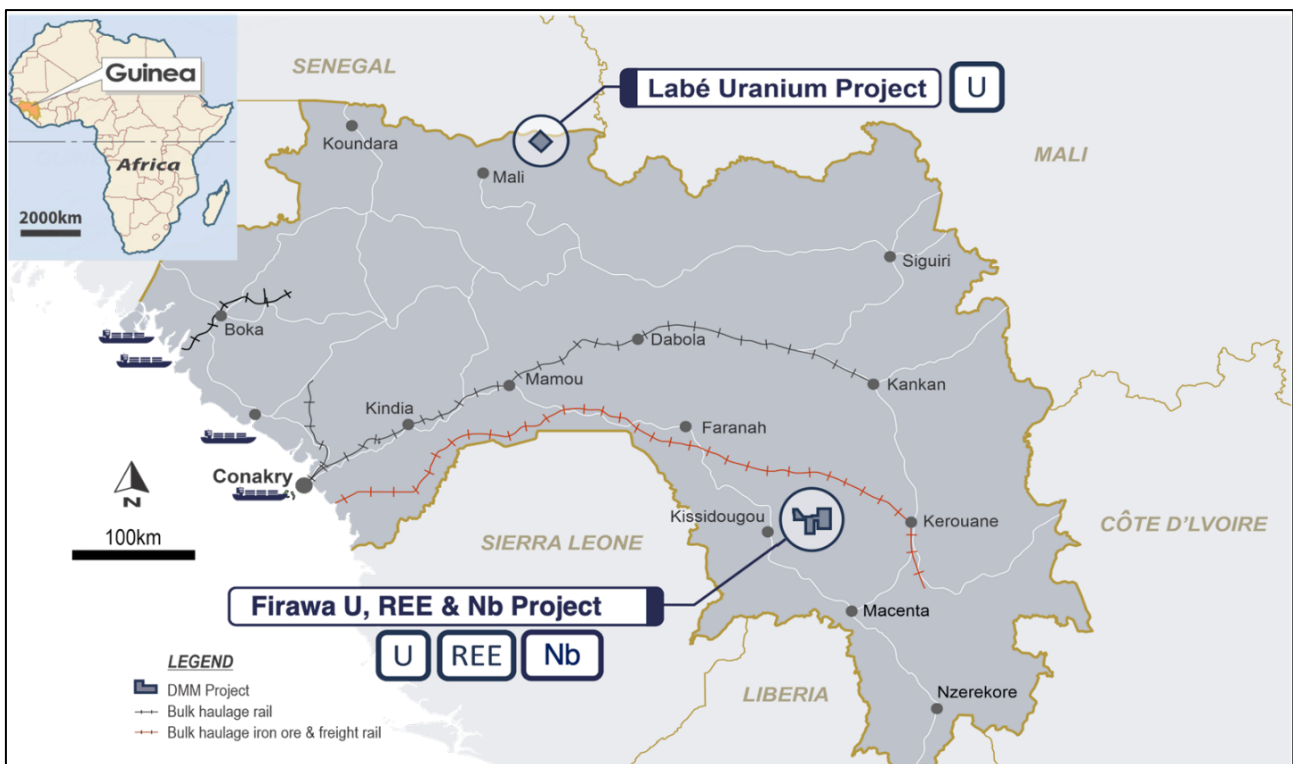 Guinea
Africa
2000km
SENEGAL
Labé Uranium Project
U
MALI
Koundara
Mali
Siguiri
Boka
Dabola
Mamou
Kankan
Kindia
Faranah
Conakry
N
100km
Kissidougou
Kerouane
SIERRA LEONE
CÔTE D'LVOIRE
Firawa U, REE & Nb Project
U
REE
Nb
Macenta
LIBERIA
Nzerekore
LEGEND
DMM Project
Bulk haulage rail
Bulk haulage iron ore & freight rail